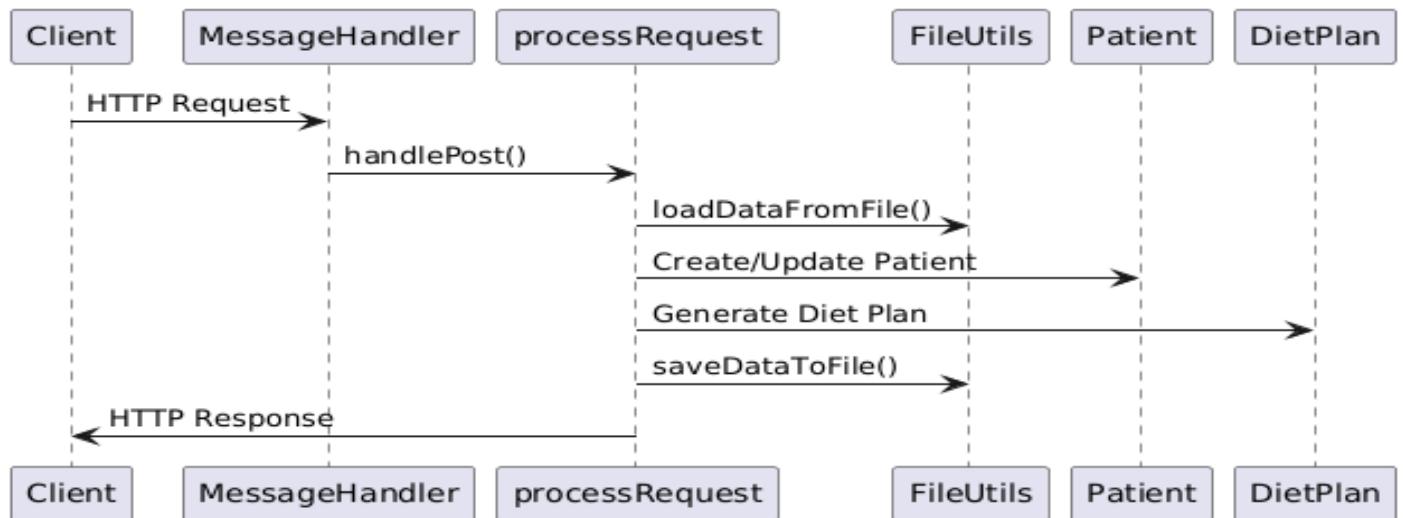 Client MessageHandler processRequest FileUtils Patient DietPlan
HTTP Request
handlePost()
loadDataFromFile()
Create/Update Patient
Generate Diet Plan
saveDataToFile()
HTTP Response
Client MessageHandler processRequest FileUtils Patient DietPlan